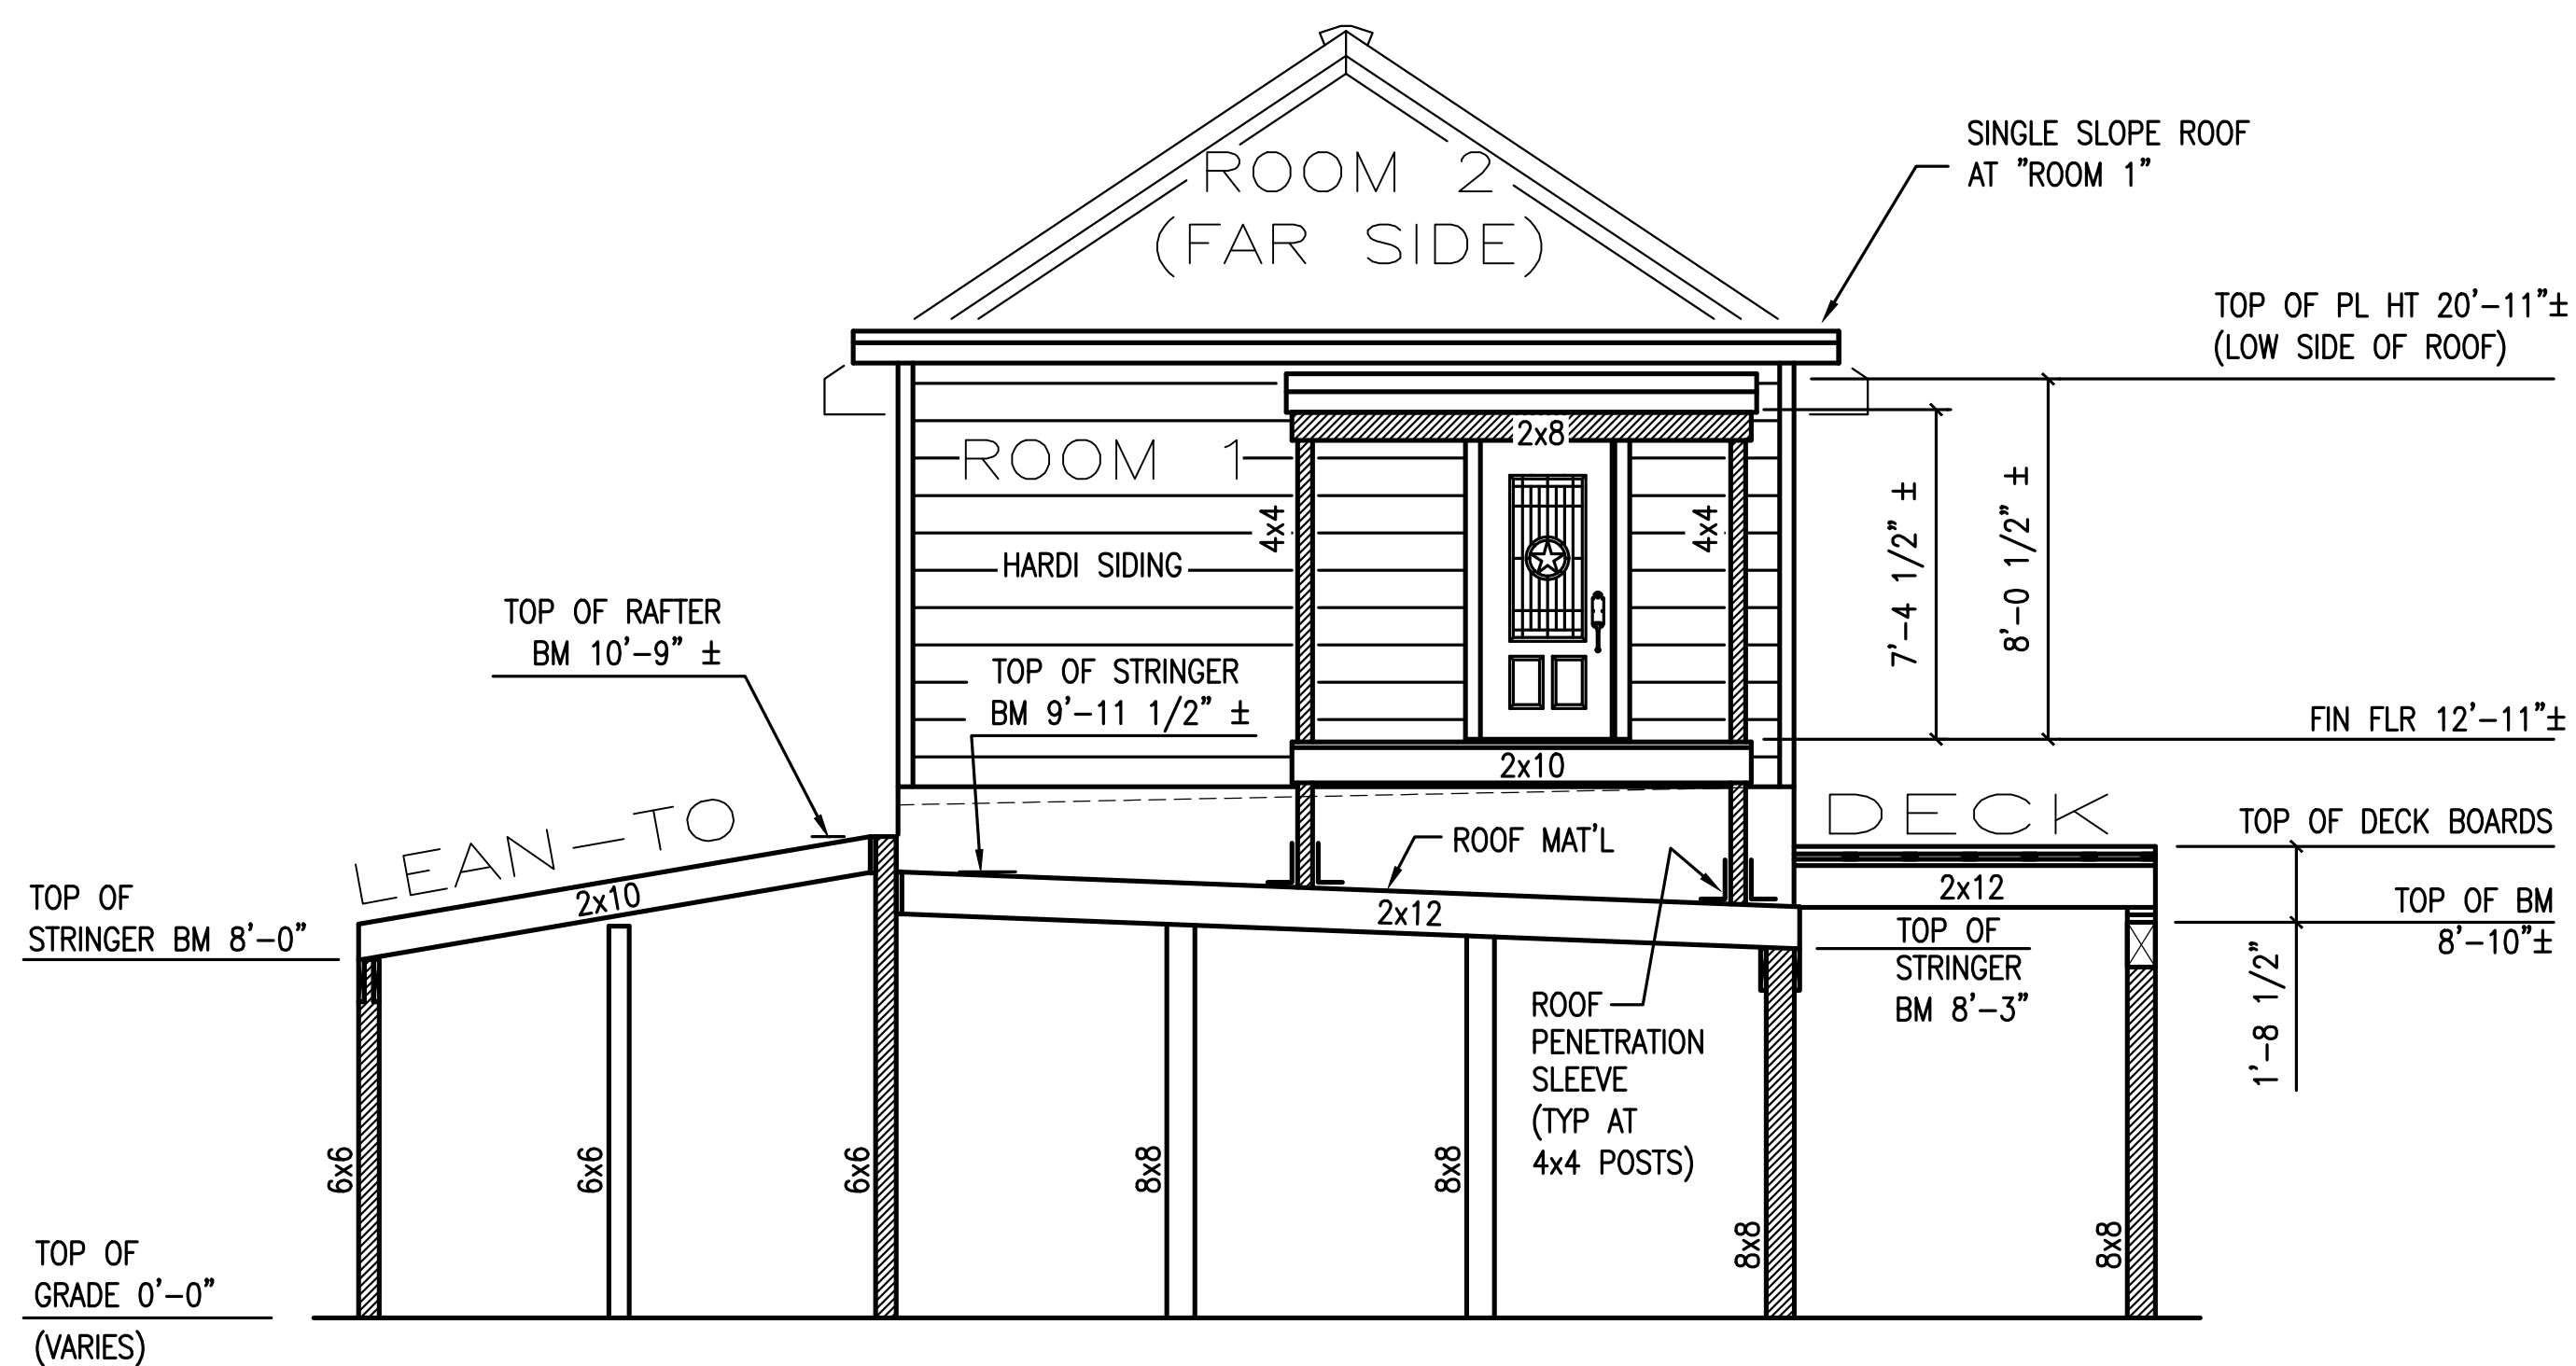 ROOM 2
(FAR SIDE)
SINGLE SLOPE ROOF
AT "ROOM 1"
TOP OF PL HT 20'-11"±
(LOW SIDE OF ROOF)
2x8
ROOM 1
4x4
4x4
HARDI SIDING
7'-4 1/2" ±
8'-0 1/2" ±
TOP OF RAFTER
BM 10'-9" ±
TOP OF STRINGER
BM 9'-11 1/2" ±
FIN FLR 12'-11"±
2x10
LEAN-TO
DECK
TOP OF DECK BOARDS
ROOF MAT'L
2x10
2x12
2x12
TOP OF
STRINGER BM 8'-0"
TOP OF BM
8'-10"±
TOP OF
STRINGER
BM 8'-3"
1'-8 1/2"
ROOF
PENETRATION
SLEEVE
(TYP AT
4x4 POSTS)
6x6
6x6
6x6
8x8
8x8
8x8
8x8
TOP OF
GRADE 0'-0"
(VARIES)